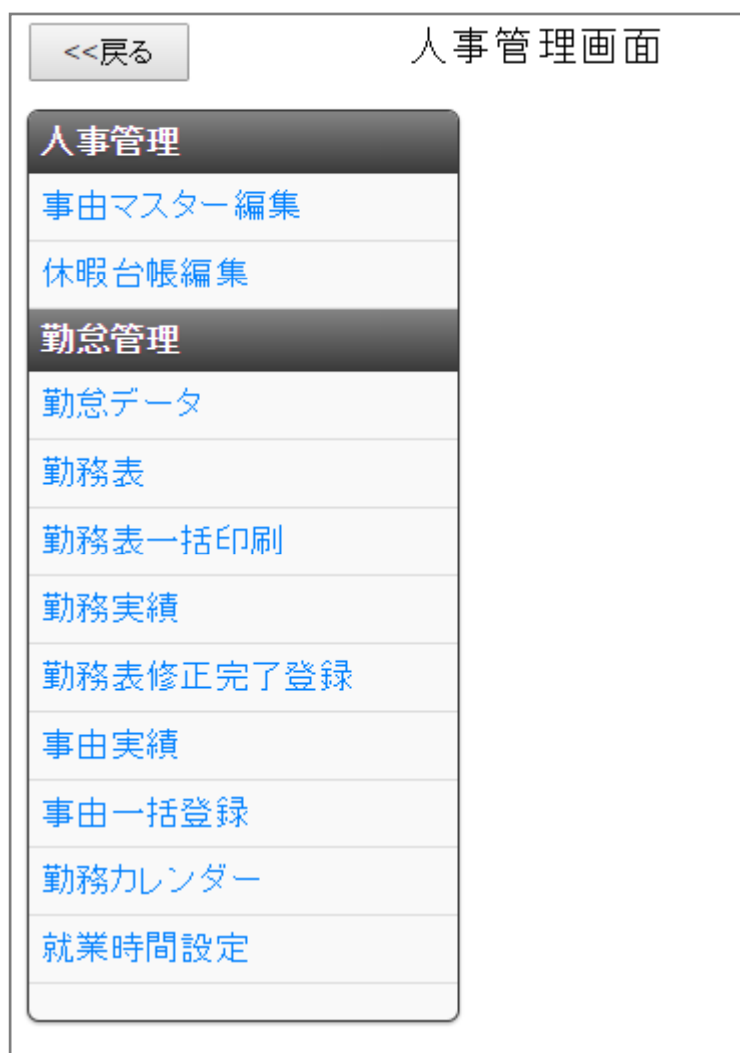 <<戻る
人事管理画面
人事管理
事由マスター編集
休暇台帳編集
勤怠管理
勤怠データ
勤務表
勤務表一括印刷
勤務実績
勤務表修正完了登録
事由実績
事由一括登録
勤務カレンダー
就業時間設定